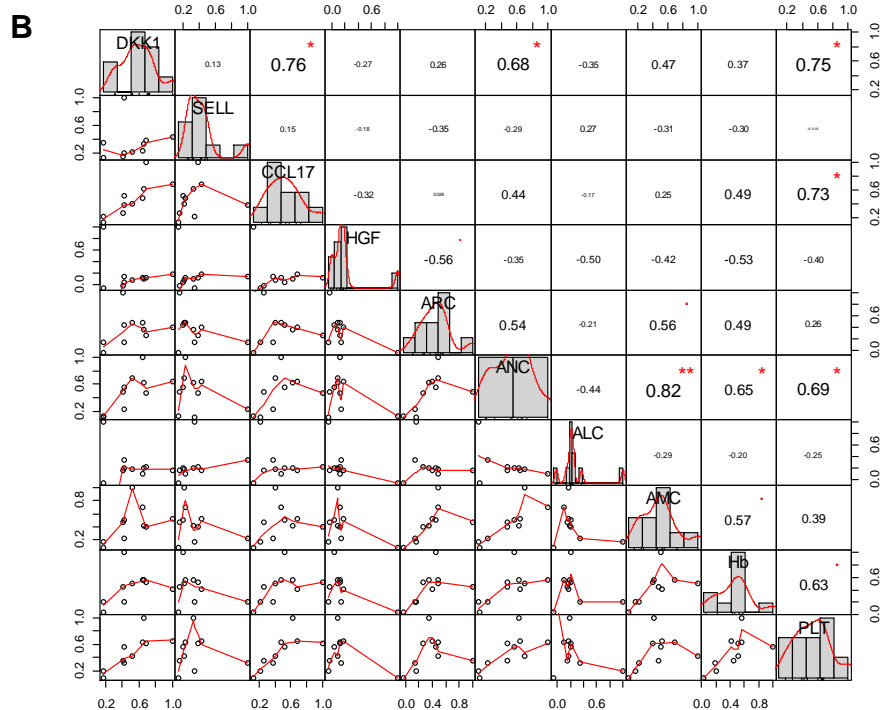 B
0.2 0.6 1.0 0.2 0.6 1.0 0.0 0.6 0.2 0.6 1.0 0.2 0.6 1.0
DKK1 0.13 0.76 * -0.27 0.26 0.68 * -0.35 0.47 0.37 0.75 * 0.2 0.6 1.0
0.2 0.6 1.0 SELL 0.15 -0.18 -0.35 -0.29 0.27 -0.31 -0.30
CCL17 -0.32 0.44 -0.17 0.25 0.49 0.73 * 0.2 0.6 1.0
0.0 0.6 HGF -0.56 . -0.35 -0.50 -0.42 -0.53 -0.40
ARC 0.54 -0.21 0.56 . 0.49 0.26 0.0 0.6
0.2 0.6 1.0 ANC -0.44 0.82 ** 0.65 * 0.69 *
ALC -0.29 -0.20 -0.25 0.0 0.6
0.2 0.8 AMC 0.57 . 0.39
Hb 0.63 . 0.0 0.6
0.2 0.6 1.0 PLT
0.2 0.6 1.0 0.2 0.6 1.0 0.0 0.4 0.8 0.0 0.6 0.0 0.4 0.8